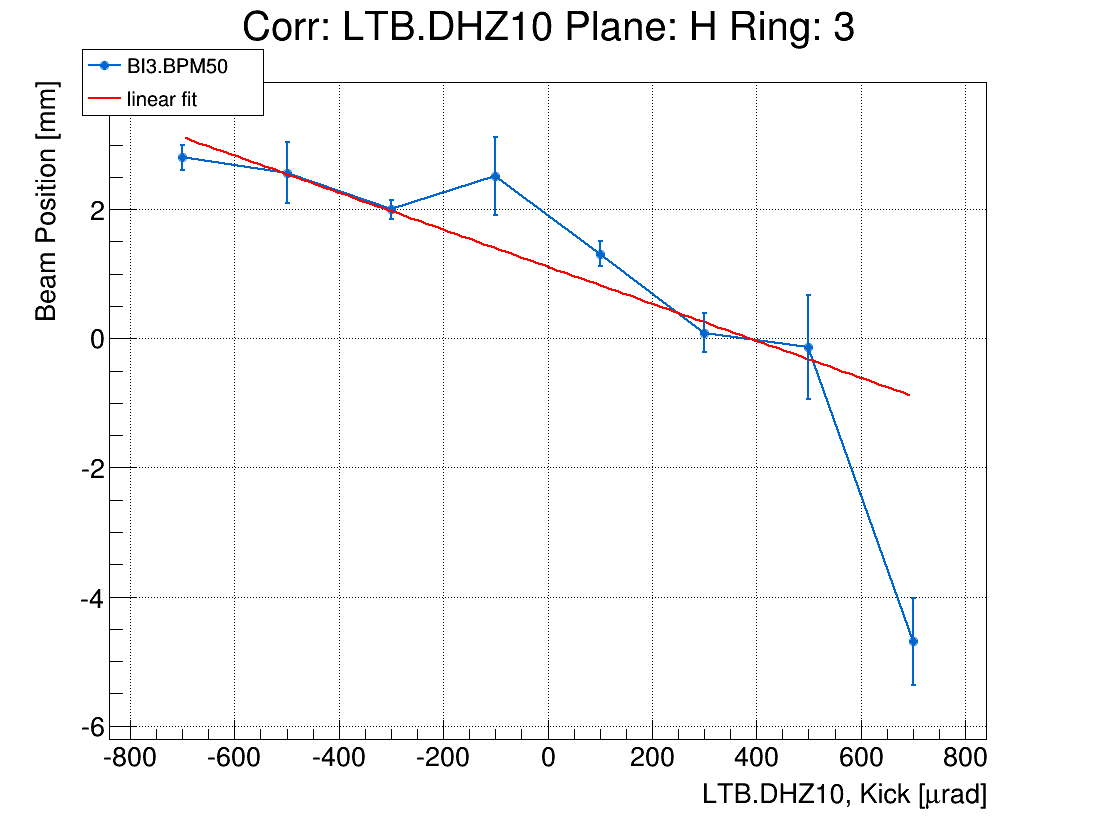 Corr: LTB.DHZ10 Plane: H Ring: 3
BI3.BPM50
linear fit
Beam Position [mm]
2
0
-2
-4
-6
-800 -600 -400 -200 0 200 400 600 800
LTB.DHZ10, Kick [μrad]